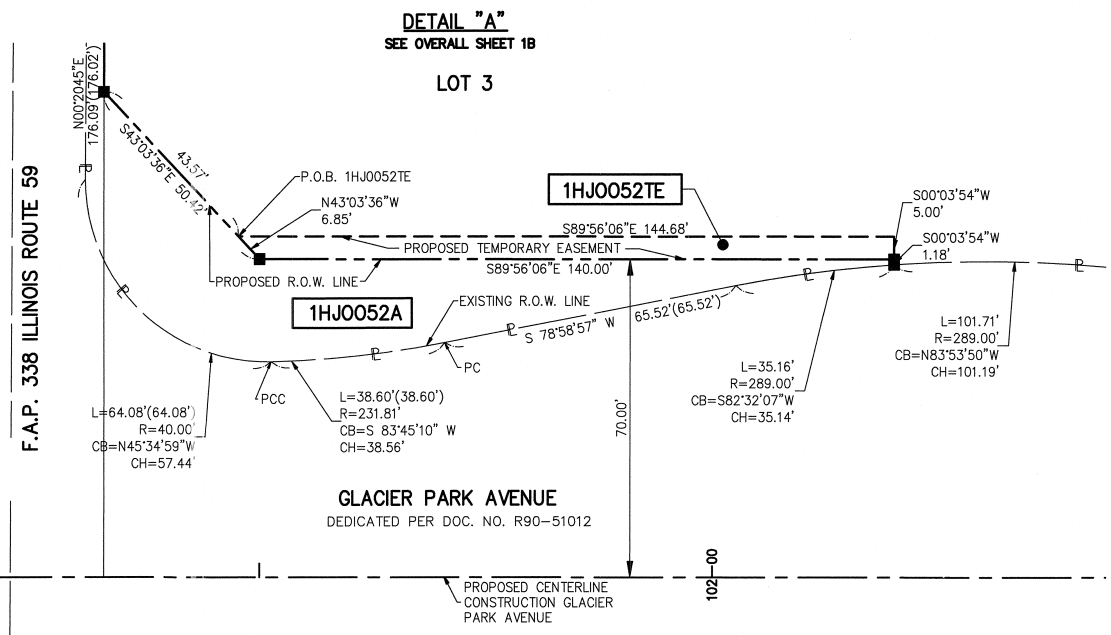 DETAIL "A"
SEE OVERALL SHEET 1B
LOT 3
F.A.P. 338 ILLINOIS ROUTE 59
N00°20'45"E
176.09'(176.02')
43.57'
S43°03'36"E 50.42'
P.O.B. 1HJ0052TE
N43°03'36"W
6.85'
1HJ0052TE
S00°03'54"W
5.00'
S89°56'06"E 144.68'
PROPOSED TEMPORARY EASEMENT
S00°03'54"W
1.18'
S89°56'06"E 140.00'
PROPOSED R.O.W. LINE
1HJ0052A
EXISTING R.O.W. LINE
65.52'(65.52')
S 78°58'57" W
PC
PCC
L=64.08'(64.08')
R=40.00'
CB=N45°34'59"W
CH=57.44'
L=38.60'(38.60')
R=231.81'
CB=S 83°45'10" W
CH=38.56'
70.00'
L=35.16'
R=289.00'
CB=S82°32'07"W
CH=35.14'
L=101.71'
R=289.00'
CB=N83°53'50"W
CH=101.19'
GLACIER PARK AVENUE
DEDICATED PER DOC. NO. R90-51012
102+00
PROPOSED CENTERLINE
CONSTRUCTION GLACIER
PARK AVENUE